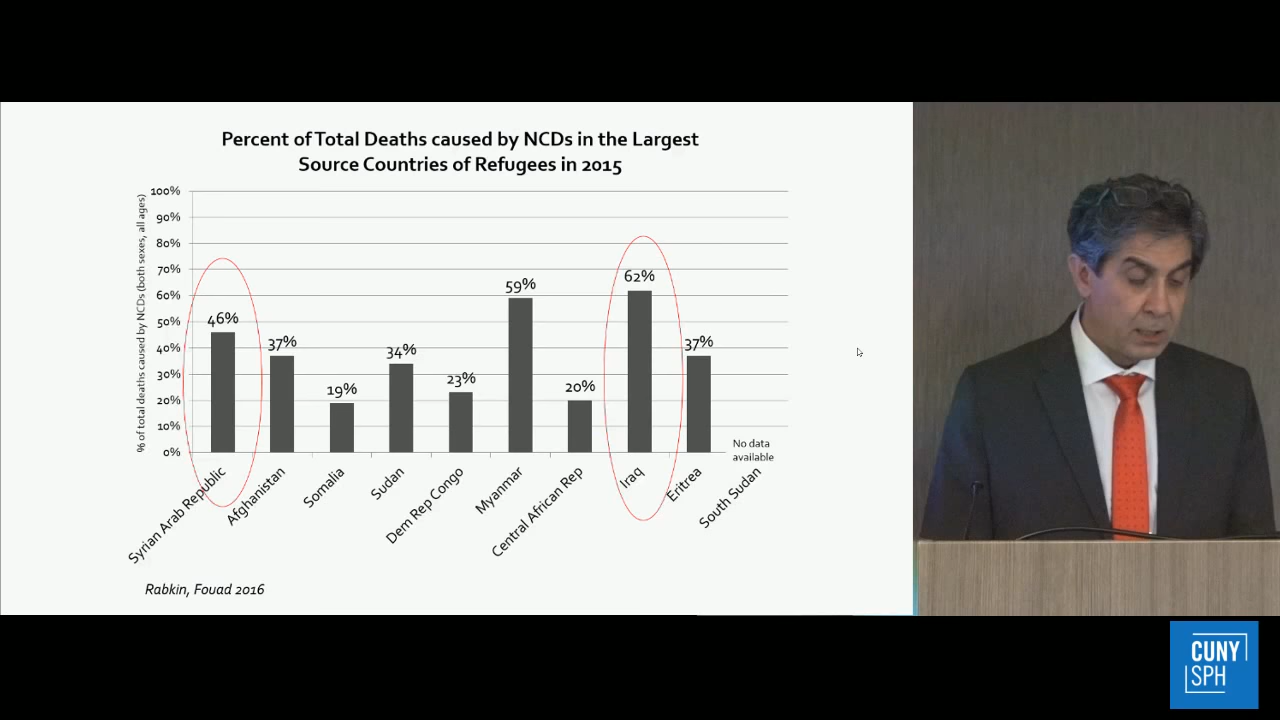 Percent of Total Deaths caused by NCDs in the Largest
Source Countries of Refugees in 2015
% of total deaths caused by NCDs (both sexes, all ages)
100%
90%
80%
70%
60%
50%
40%
30%
20%
10%
0%
46%
37%
19%
34%
23%
59%
20%
62%
37%
No data
available
Syrian Arab Republic
Afghanistan
Somalia
Sudan
Dem Rep Congo
Myanmar
Central African Rep
Iraq
Eritrea
South Sudan
Rabkin, Fouad 2016
CUNY
SPH